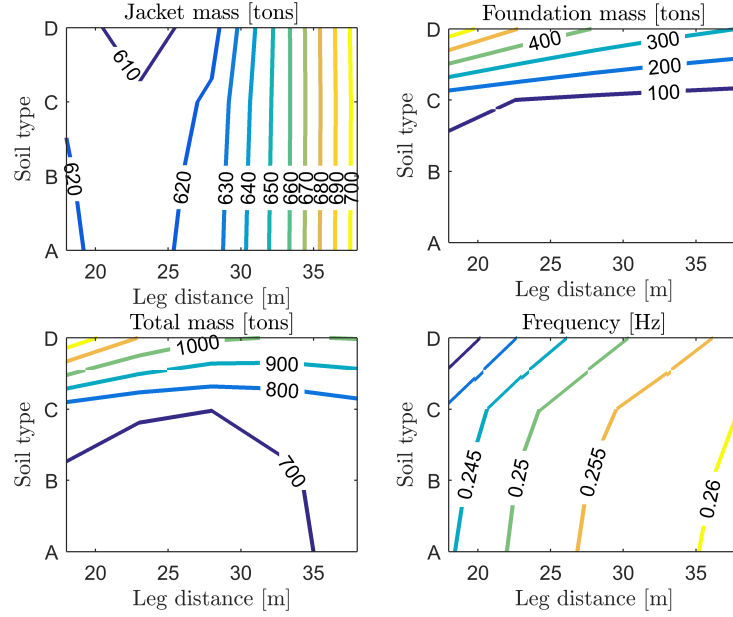 Jacket mass [tons]
D
C
B
A
Soil type
610
620
620
630
640
650
660
670
680
690
700
20
25
30
35
Leg distance [m]
Foundation mass [tons]
D
C
B
A
Soil type
400
300
200
100
20
25
30
35
Leg distance [m]
Total mass [tons]
D
C
B
A
Soil type
1000
900
800
700
20
25
30
35
Leg distance [m]
Frequency [Hz]
D
C
B
A
Soil type
0.245
0.25
0.255
0.26
20
25
30
35
Leg distance [m]